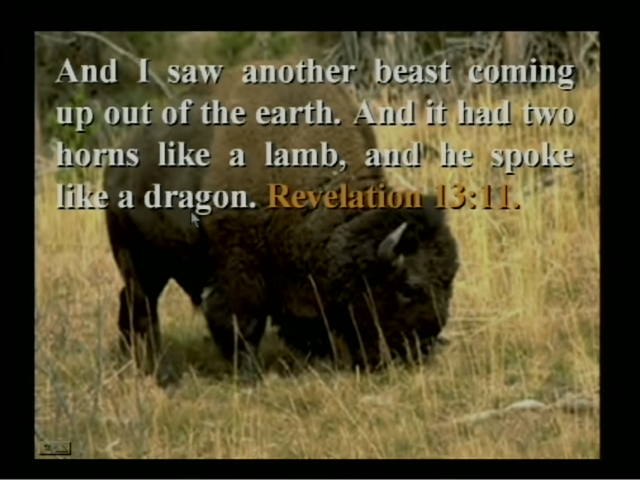 And I saw another beast coming
up out of the earth. And it had two
horns like a lamb, and he spoke
like a dragon. Revelation 13:11.